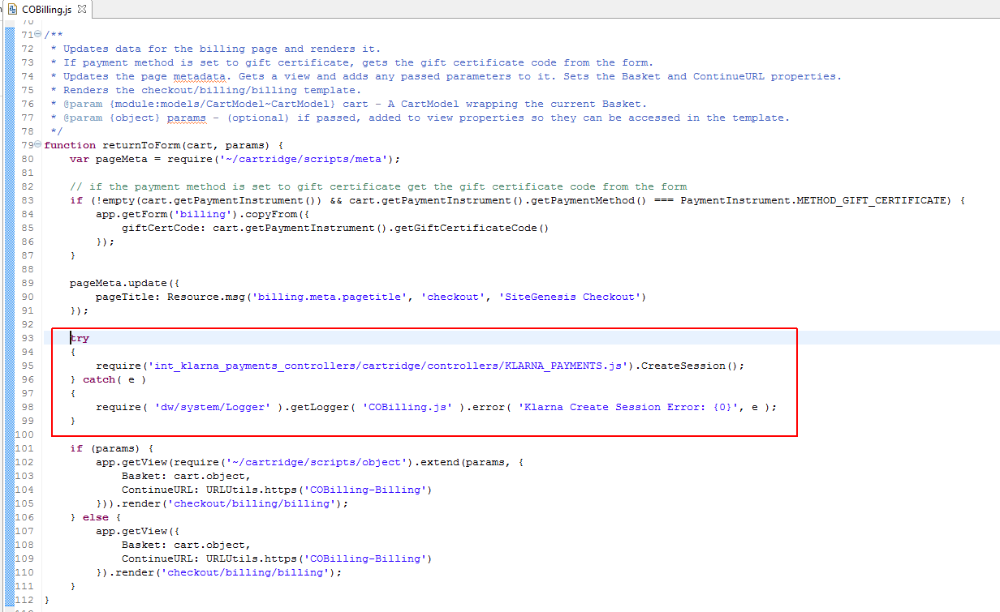 COBilling.js
70
71 /**
72  * Updates data for the billing page and renders it.
73  * If payment method is set to gift certificate, gets the gift certificate code from the form.
74  * Updates the page metadata. Gets a view and adds any passed parameters to it. Sets the Basket and ContinueURL properties.
75  * Renders the checkout/billing/billing template.
76  * @param {module:models/CartModel~CartModel} cart - A CartModel wrapping the current Basket.
77  * @param {object} params - (optional) if passed, added to view properties so they can be accessed in the template.
78  */
79 function returnToForm(cart, params) {
80     var pageMeta = require('~/cartridge/scripts/meta');
81
82     // if the payment method is set to gift certificate get the gift certificate code from the form
83     if (!empty(cart.getPaymentInstrument()) && cart.getPaymentInstrument().getPaymentMethod() === PaymentInstrument.METHOD_GIFT_CERTIFICATE) {
84         app.getForm('billing').copyFrom({
85             giftCertCode: cart.getPaymentInstrument().getGiftCertificateCode()
86         });
87     }
88
89     pageMeta.update({
90         pageTitle: Resource.msg('billing.meta.pagetitle', 'checkout', 'SiteGenesis Checkout')
91     });
92
93     try
94     {
95         require('int_klarna_payments_controllers/cartridge/controllers/KLARNA_PAYMENTS.js').CreateSession();
96     } catch( e )
97     {
98         require( 'dw/system/Logger' ).getLogger( 'COBilling.js' ).error( 'Klarna Create Session Error: {0}', e );
99     }
100
101     if (params) {
102         app.getView(require('~/cartridge/scripts/object').extend(params, {
103             Basket: cart.object,
104             ContinueURL: URLUtils.https('COBilling-Billing')
105         })).render('checkout/billing/billing');
106     } else {
107         app.getView({
108             Basket: cart.object,
109             ContinueURL: URLUtils.https('COBilling-Billing')
110         }).render('checkout/billing/billing');
111     }
112 }